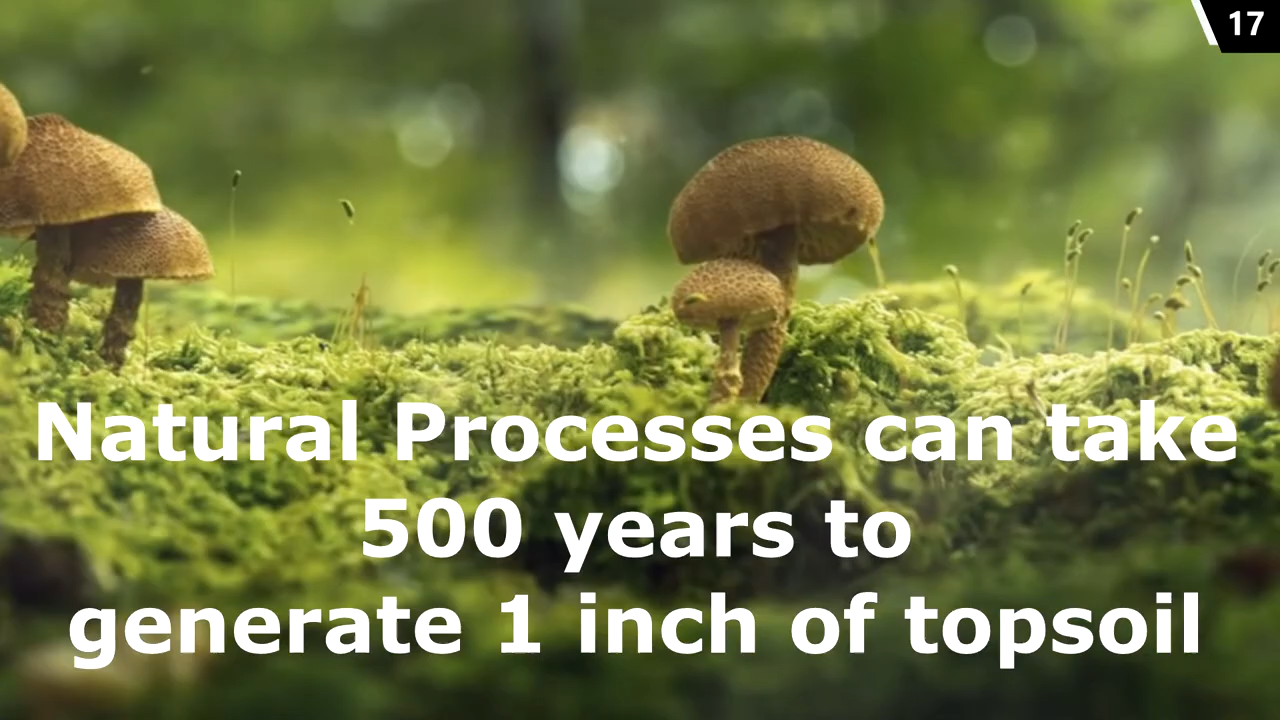 17
Natural Processes can take
500 years to
generate 1 inch of topsoil